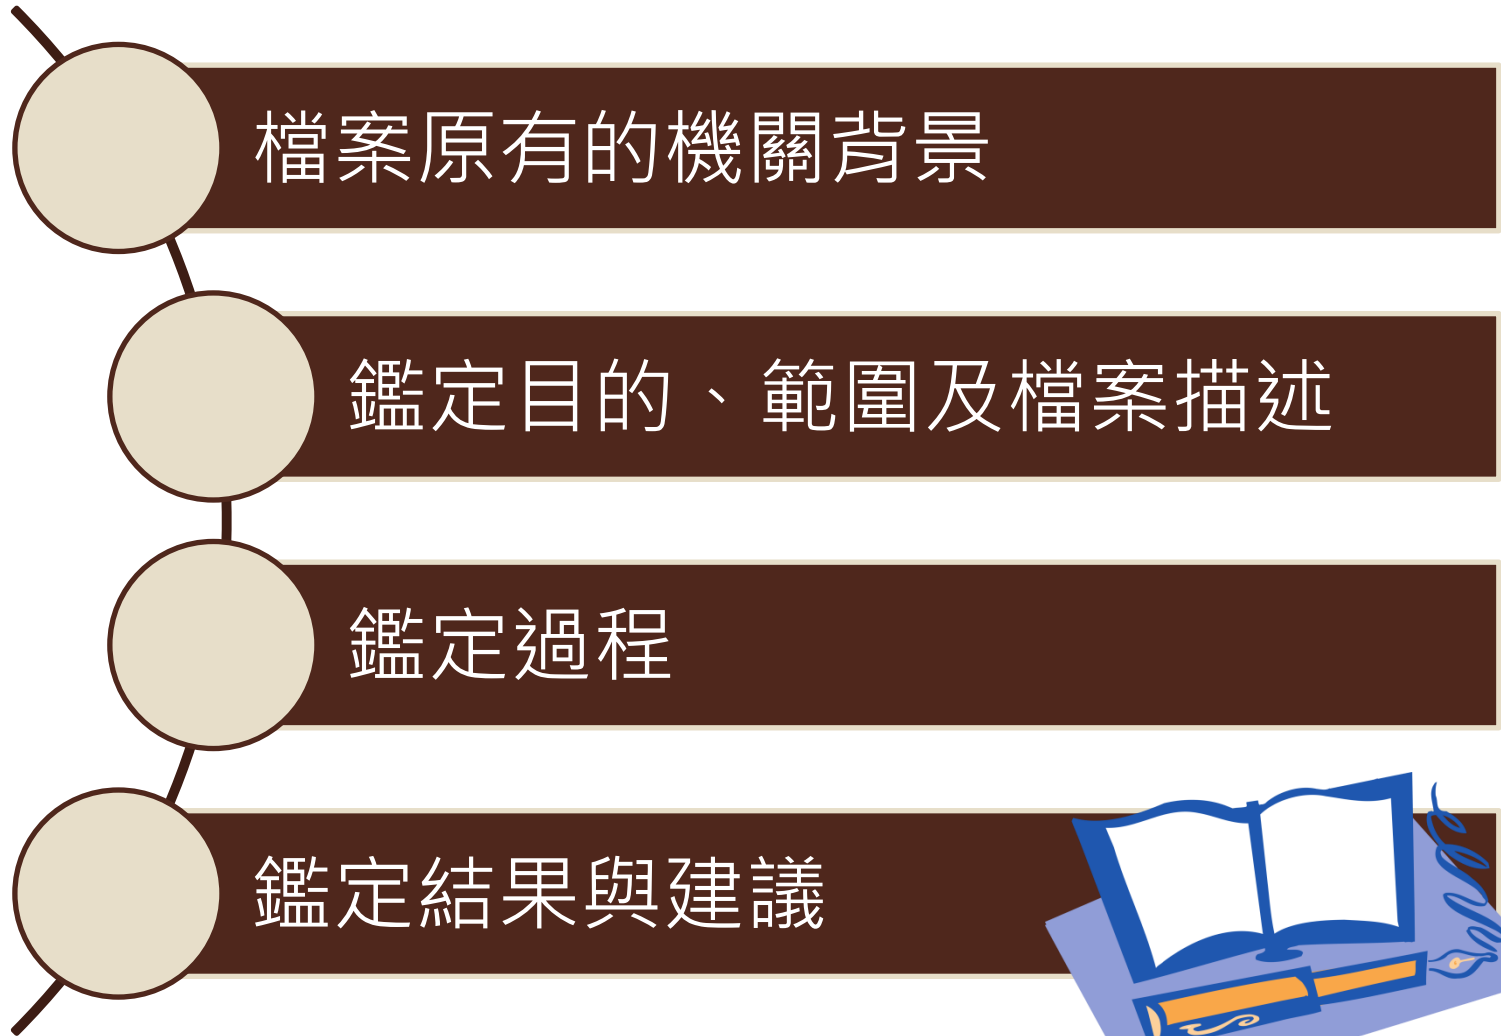 檔案原有的機關背景
鑑定目的、範圍及檔案描述
鑑定過程
鑑定結果與建議